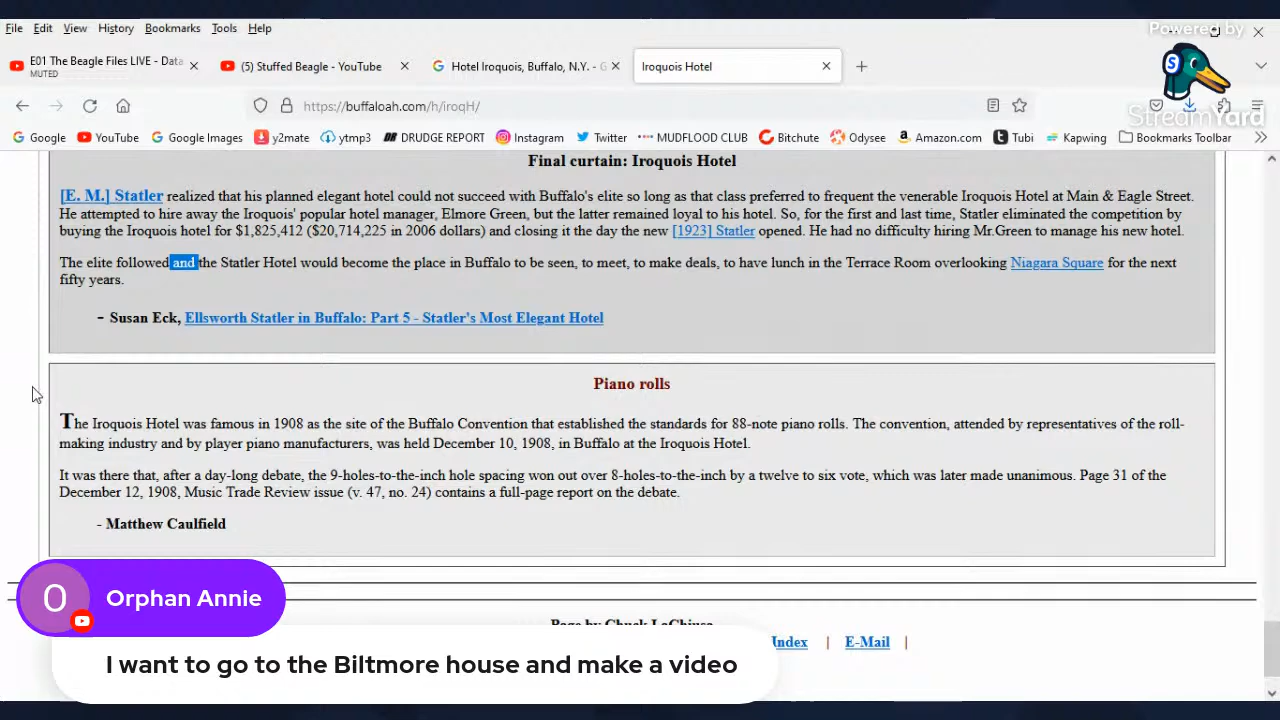 File Edit View History Bookmarks Tools Help
Powered by
E01 The Beagle Files LIVE - Data
MUTED
(5) Stuffed Beagle - YouTube
Hotel Iroquois, Buffalo, N.Y. - G
Iroquois Hotel
https://buffaloah.com/h/iroqH/
S
StreamYard
Google YouTube Google Images y2mate ytmp3 DRUDGE REPORT Instagram Twitter MUDFLOOD CLUB Bitchute Odysee Amazon.com Tubi Kapwing Bookmarks Toolbar
Final curtain: Iroquois Hotel
[E. M.] Statler realized that his planned elegant hotel could not succeed with Buffalo's elite so long as that class preferred to frequent the venerable Iroquois Hotel at Main & Eagle Street.
He attempted to hire away the Iroquois' popular hotel manager, Elmore Green, but the latter remained loyal to his hotel. So, for the first and last time, Statler eliminated the competition by
buying the Iroquois hotel for $1,825,412 ($20,714,225 in 2006 dollars) and closing it the day the new [1923] Statler opened. He had no difficulty hiring Mr.Green to manage his new hotel.
The elite followed and the Statler Hotel would become the place in Buffalo to be seen, to met, to make deals, to have lunch in the Terrace Room overlooking Niagara Square for the next
fifty years.
- Susan Eck, Ellsworth Statler in Buffalo: Part 5 - Statler's Most Elegant Hotel
Piano rolls
The Iroquois Hotel was famous in 1908 as the site of the Buffalo Convention that established the standards for 88-note piano rolls. The convention, attended by representatives of the roll-
making industry and by player piano manufacturers, was held December 10, 1908, in Buffalo at the Iroquois Hotel.
It was there that, after a day-long debate, the 9-holes-to-the-inch hole spacing won out over 8-holes-to-the-inch by a twelve to six vote, which was later made unanimous. Page 31 of the
December 12, 1908, Music Trade Review issue (v. 47, no. 24) contains a full-page report on the debate.
- Matthew Caulfield
Page by Chuck LaChiusa
Index | E-Mail |
O
Orphan Annie
I want to go to the Biltmore house and make a video